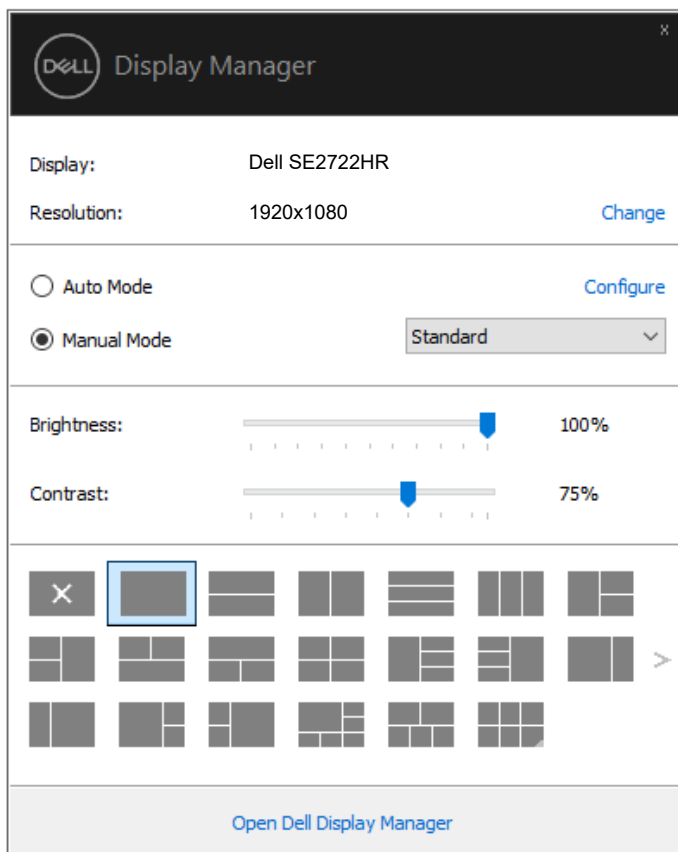 x
DELL Display Manager
Display: Dell SE2722HR
Resolution: 1920x1080 Change
Auto Mode Configure
Manual Mode Standard
Brightness: 100%
Contrast: 75%
Open Dell Display Manager